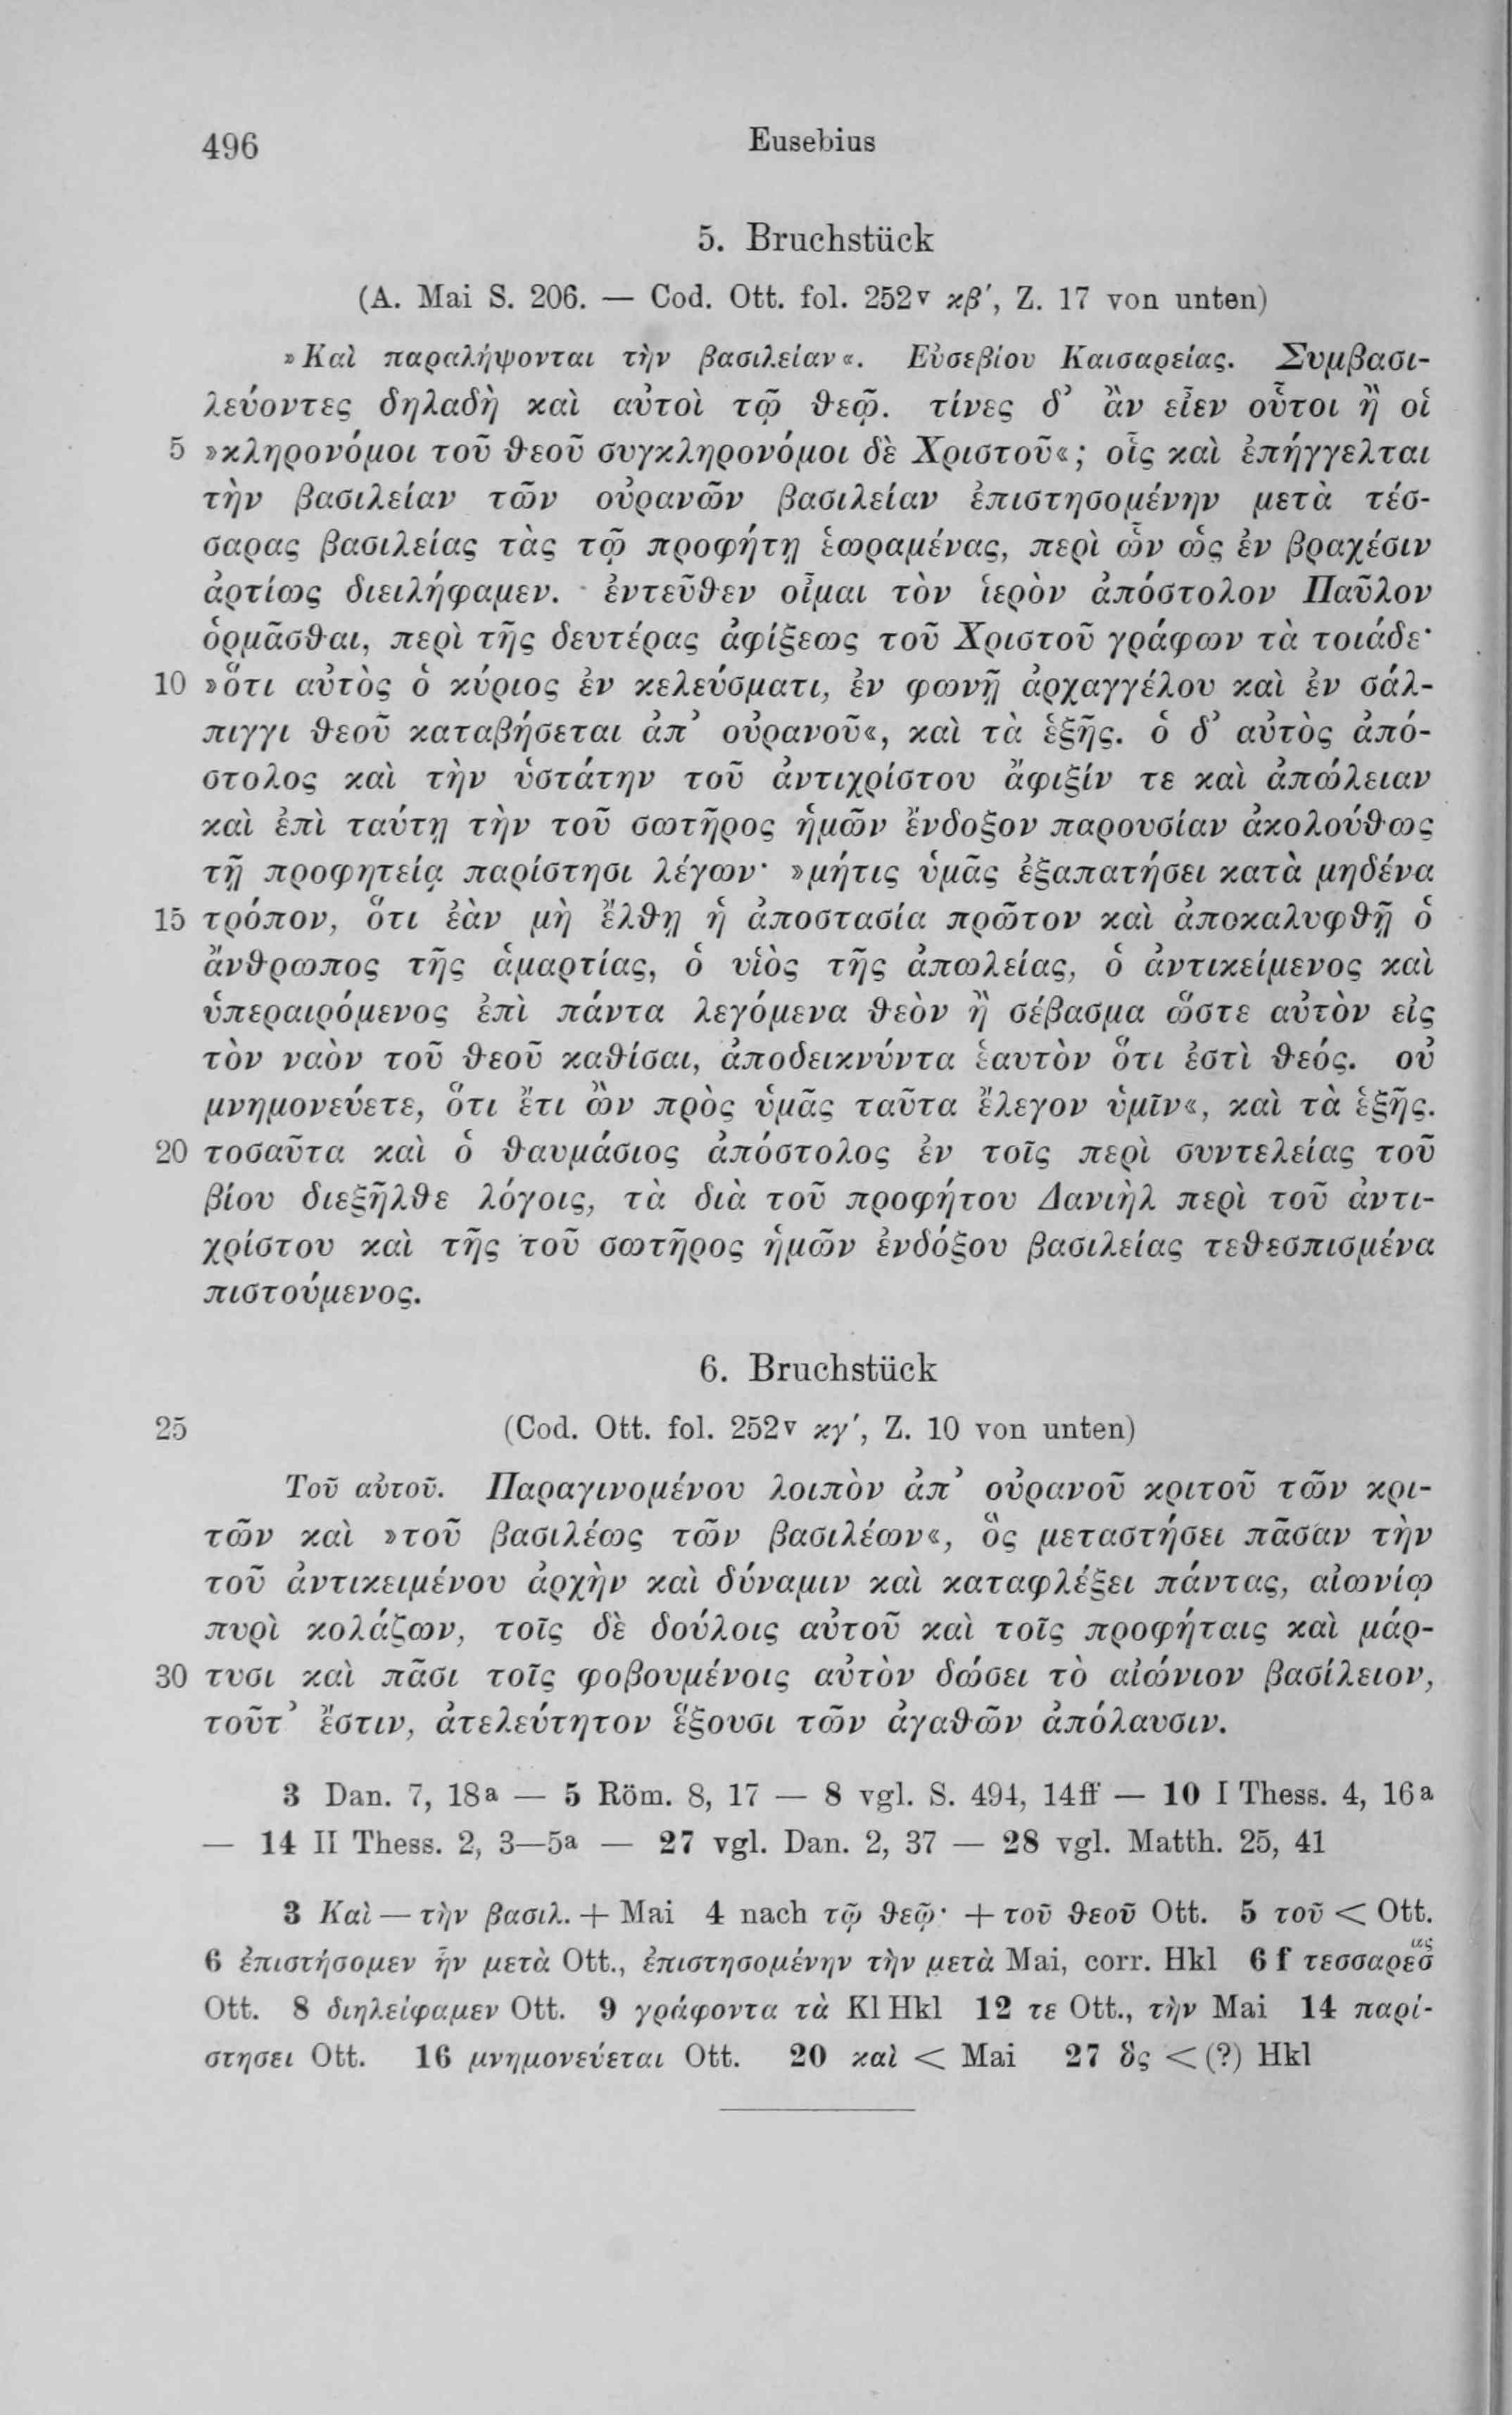 496 Eusebius
5. Bruchstück
(A. Mai S. 206. — Cod. Ott. fol. 252v κβ′, Z. 17 von unten)
»Καὶ παραλήψονται τὴν βασιλείαν«. Εὐσεβίου Καισαρείας. Συμβασι-
λεύοντες δηλαδὴ καὶ αὐτοὶ τῷ θεῷ. τίνες δ’ ἂν εἶεν οὗτοι ἢ οἱ
5 »κληρονόμοι τοῦ θεοῦ συγκληρονόμοι δὲ Χριστοῦ«; οἷς καὶ ἐπήγγελται
τὴν βασιλείαν τῶν οὐρανῶν βασιλείαν ἐπιστησομένην μετὰ τέσ-
σαρας βασιλείας τὰς τῷ προφήτῃ ἑωραμένας, περὶ ὧν ὡς ἐν βραχέσιν
ἀρτίως διειλήφαμεν. ἐντεῦθεν οἶμαι τὸν ἱερὸν ἀπόστολον Παῦλον
ὁρμᾶσθαι, περὶ τῆς δευτέρας ἀφίξεως τοῦ Χριστοῦ γράφων τὰ τοιάδε·
10 »ὅτι αὐτὸς ὁ κύριος ἐν κελεύσματι, ἐν φωνῇ ἀρχαγγέλου καὶ ἐν σάλ-
πιγγι θεοῦ καταβήσεται ἀπ’ οὐρανοῦ«, καὶ τὰ ἑξῆς. ὁ δ’ αὐτὸς ἀπό-
στολος καὶ τὴν ὑστάτην τοῦ ἀντιχρίστου ἄφιξίν τε καὶ ἀπώλειαν
καὶ ἐπὶ ταύτῃ τὴν τοῦ σωτῆρος ἡμῶν ἔνδοξον παρουσίαν ἀκολούθως
τῇ προφητείᾳ παρίστησι λέγων· »μήτις ὑμᾶς ἐξαπατήσει κατὰ μηδένα
15 τρόπον, ὅτι ἐὰν μὴ ἔλθῃ ἡ ἀποστασία πρῶτον καὶ ἀποκαλυφθῇ ὁ
ἄνθρωπος τῆς ἁμαρτίας, ὁ υἱὸς τῆς ἀπωλείας, ὁ ἀντικείμενος καὶ
ὑπεραιρόμενος ἐπὶ πάντα λεγόμενα θεὸν ἢ σέβασμα ὥστε αὐτὸν εἰς
τὸν ναὸν τοῦ θεοῦ καθίσαι, ἀποδεικνύντα ἑαυτὸν ὅτι ἐστὶ θεός. οὐ
μνημονεύετε, ὅτι ἔτι ὢν πρὸς ὑμᾶς ταῦτα ἔλεγον ὑμῖν«, καὶ τὰ ἑξῆς.
20 τοσαῦτα καὶ ὁ θαυμάσιος ἀπόστολος ἐν τοῖς περὶ συντελείας τοῦ
βίου διεξῆλθε λόγοις, τὰ διὰ τοῦ προφήτου Δανιὴλ περὶ τοῦ ἀντι-
χρίστου καὶ τῆς τοῦ σωτῆρος ἡμῶν ἐνδόξου βασιλείας τεθεσπισμένα
πιστούμενος.
6. Bruchstück
25 (Cod. Ott. fol. 252v κγ′, Z. 10 von unten)
Τοῦ αὐτοῦ. Παραγινομένου λοιπὸν ἀπ’ οὐρανοῦ κριτοῦ τῶν κρι-
τῶν καὶ »τοῦ βασιλέως τῶν βασιλέων«, ὃς μεταστήσει πᾶσαν τὴν
τοῦ ἀντικειμένου ἀρχὴν καὶ δύναμιν καὶ καταφλέξει πάντας, αἰωνίῳ
πυρὶ κολάζων, τοῖς δὲ δούλοις αὐτοῦ καὶ τοῖς προφήταις καὶ μάρ-
30 τυσι καὶ πᾶσι τοῖς φοβουμένοις αὐτὸν δώσει τὸ αἰώνιον βασίλειον,
τοῦτ’ ἔστιν, ἀτελεύτητον ἕξουσι τῶν ἀγαθῶν ἀπόλαυσιν.
3 Dan. 7, 18a — 5 Röm. 8, 17 — 8 vgl. S. 494, 14ff — 10 I Thess. 4, 16a
— 14 II Thess. 2, 3—5a — 27 vgl. Dan. 2, 37 — 28 vgl. Matth. 25, 41
3 Καὶ — τὴν βασιλ. + Mai 4 nach τῷ θεῷ· + τοῦ θεοῦ Ott. 5 τοῦ < Ott.
6 ἐπιστήσομεν ἦν μετὰ Ott., ἐπιστησομένην τὴν μετὰ Mai, corr. Hkl 6 f τεσσαρεσ̑ας
Ott. 8 διηλείφαμεν Ott. 9 γράφοντα τὰ Kl Hkl 12 τε Ott., τὴν Mai 14 παρί-
στησει Ott. 16 μνημονεύεται Ott. 20 καὶ < Mai 27 ὃς < (?) Hkl